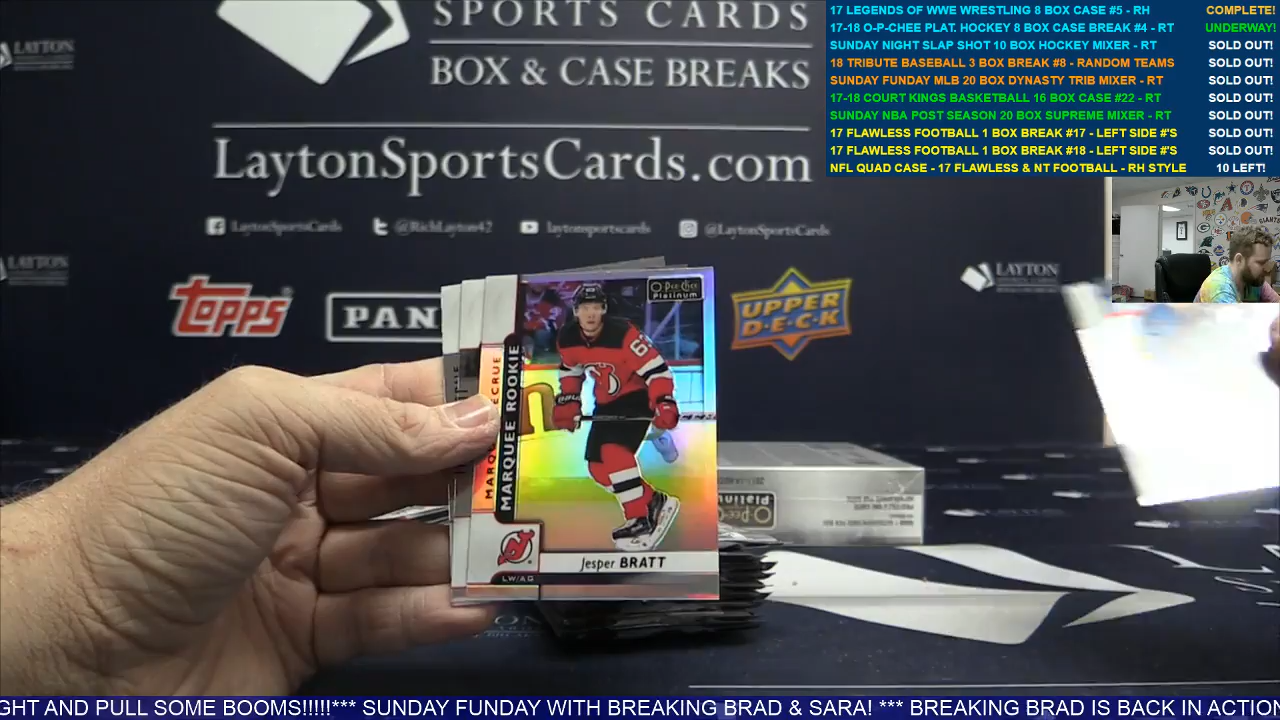 SPORTS CARDS
BOX & CASE BREAKS
LaytonSportsCards.com
LaytonSportsCards
@RichLayton42
laytonsportscards
@LaytonSportsCards
LAYTON
LAYTON
LAYTON
topps
PAN
UPPER
D·E·C·K
17 LEGENDS OF WWE WRESTLING 8 BOX CASE #5 - RH COMPLETE!
17-18 O-P-CHEE PLAT. HOCKEY 8 BOX CASE BREAK #4 - RT UNDERWAY!
SUNDAY NIGHT SLAP SHOT 10 BOX HOCKEY MIXER - RT SOLD OUT!
18 TRIBUTE BASEBALL 3 BOX BREAK #8 - RANDOM TEAMS SOLD OUT!
SUNDAY FUNDAY MLB 20 BOX DYNASTY TRIB MIXER - RT SOLD OUT!
17-18 COURT KINGS BASKETBALL 16 BOX CASE #22 - RT SOLD OUT!
SUNDAY NBA POST SEASON 20 BOX SUPREME MIXER - RT SOLD OUT!
17 FLAWLESS FOOTBALL 1 BOX BREAK #17 - LEFT SIDE #'S SOLD OUT!
17 FLAWLESS FOOTBALL 1 BOX BREAK #18 - LEFT SIDE #'S SOLD OUT!
NFL QUAD CASE - 17 FLAWLESS & NT FOOTBALL - RH STYLE 10 LEFT!
O-Pee-Chee
Platinum
MARQUEE ROOKIE
63
Jesper BRATT
LW/AG
O-Pee-Chee
Platinum
GHT AND PULL SOME BOOMS!!!!!*** SUNDAY FUNDAY WITH BREAKING BRAD & SARA! *** BREAKING BRAD IS BACK IN ACTION